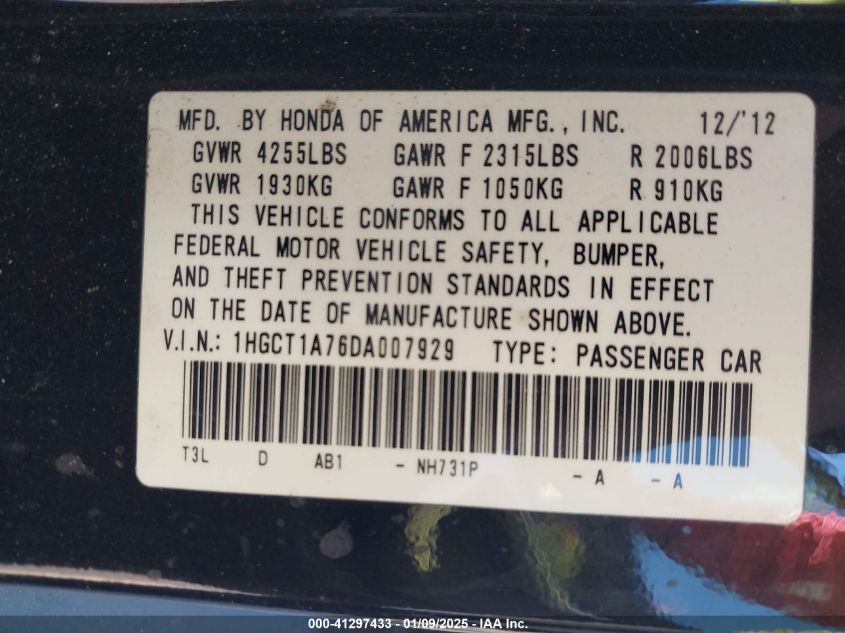 MFD. BY HONDA OF AMERICA MFG., INC. 12/'12
GVWR 4255LBS GAWR F 2315LBS R 2006LBS
GVWR 1930KG GAWR F 1050KG R 910KG
THIS VEHICLE CONFORMS TO ALL APPLICABLE
FEDERAL MOTOR VEHICLE SAFETY, BUMPER,
AND THEFT PREVENTION STANDARDS IN EFFECT
ON THE DATE OF MANUFACTURE SHOWN ABOVE.
V.I.N.: 1HGCT1A76DA007929 TYPE: PASSENGER CAR
T3L D AB1 - NH731P - A - A
000-41297433 - 01/09/2025 - IAA Inc.